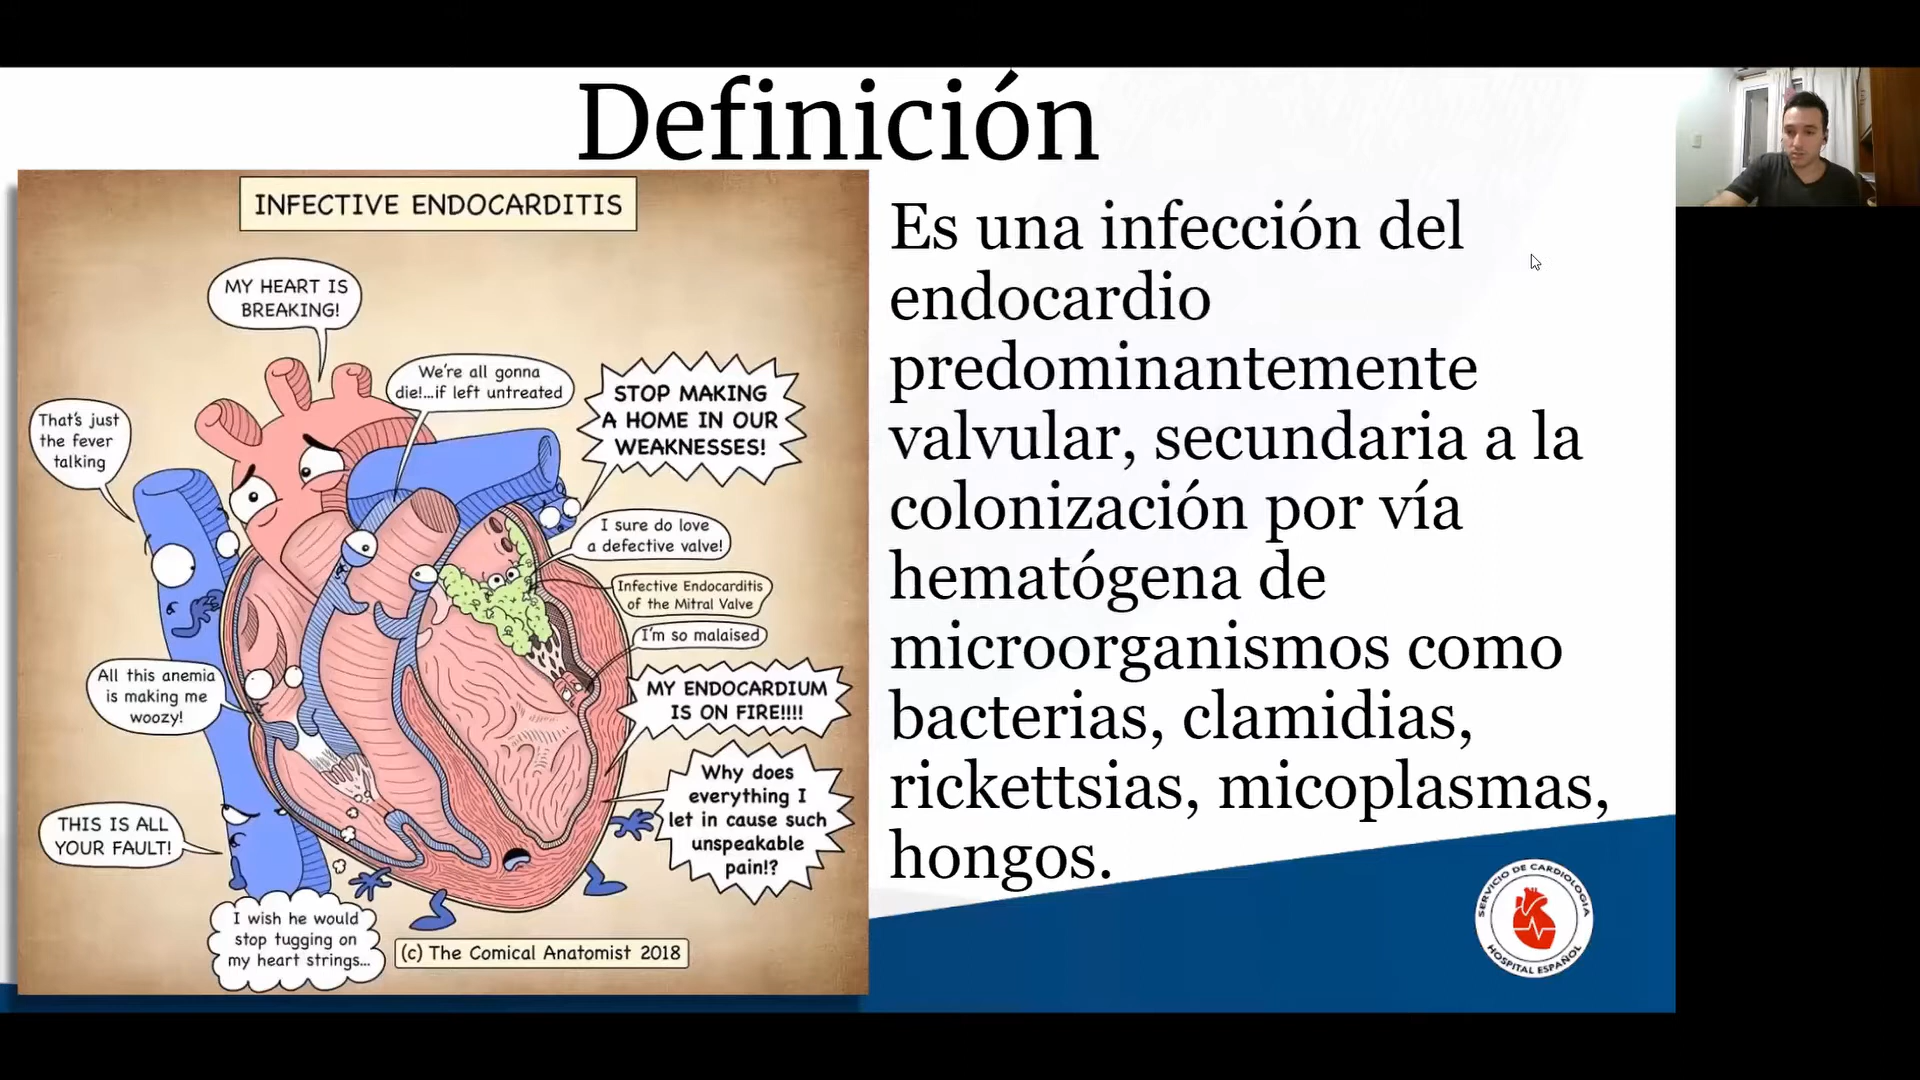 Definición
INFECTIVE ENDOCARDITIS
MY HEART IS
BREAKING!
We're all gonna
die!...if left untreated
STOP MAKING
A HOME IN OUR
WEAKNESSES!
That's just
the fever
talking
I sure do love
a defective valve!
Infective Endocarditis
of the Mitral Valve
I'm so malaised
All this anemia
is making me
woozy!
MY ENDOCARDIUM
IS ON FIRE!!!!
Why does
everything I
let in cause such
unspeakable
pain!?
THIS IS ALL
YOUR FAULT!
I wish he would
stop tugging on
my heart strings...
(c) The Comical Anatomist 2018
Es una infección del
endocardio
predominantemente
valvular, secundaria a la
colonización por vía
hematógena de
microorganismos como
bacterias, clamidias,
rickettsias, micoplasmas,
hongos.
SERVICIO DE CARDIOLOGIA
HOSPITAL ESPAÑOL